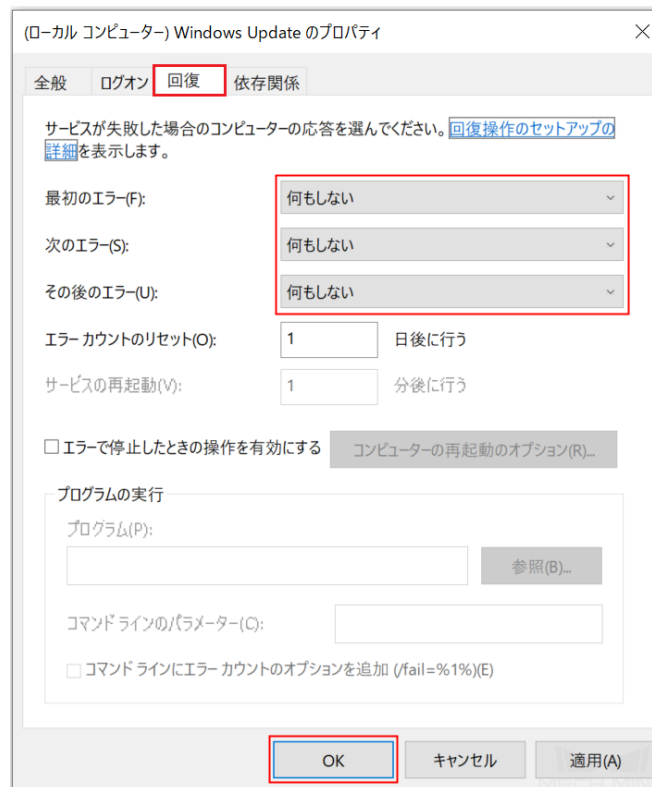 (ローカル コンピューター) Windows Update のプロパティ
全般 ログオン 回復 依存関係
サービスが失敗した場合のコンピューターの応答を選んでください。回復操作のセットアップの
詳細を表示します。
最初のエラー(F): 何もしない
次のエラー(S): 何もしない
その後のエラー(U): 何もしない
エラー カウントのリセット(O): 1 日後に行う
サービスの再起動(V): 1 分後に行う
エラーで停止したときの操作を有効にする コンピューターの再起動のオプション(R)...
プログラムの実行
プログラム(P):
参照(B)...
コマンド ラインのパラメーター(C):
コマンド ラインにエラー カウントのオプションを追加 (/fail=%1%)(E)
OK キャンセル 適用(A)